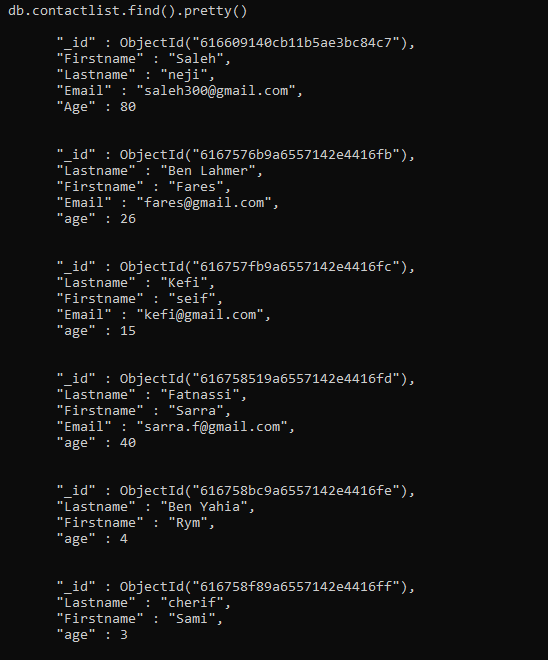 db.contactlist.find().pretty()
"_id" : ObjectId("616609140cb11b5ae3bc84c7"),
"Firstname" : "Saleh",
"Lastname" : "neji",
"Email" : "saleh300@gmail.com",
"Age" : 80
"_id" : ObjectId("6167576b9a6557142e4416fb"),
"Lastname" : "Ben Lahmer",
"Firstname" : "Fares",
"Email" : "fares@gmail.com",
"age" : 26
"_id" : ObjectId("616757fb9a6557142e4416fc"),
"Lastname" : "Kefi",
"Firstname" : "seif",
"Email" : "kefi@gmail.com",
"age" : 15
"_id" : ObjectId("616758519a6557142e4416fd"),
"Lastname" : "Fatnassi",
"Firstname" : "Sarra",
"Email" : "sarra.f@gmail.com",
"age" : 40
"_id" : ObjectId("616758bc9a6557142e4416fe"),
"Lastname" : "Ben Yahia",
"Firstname" : "Rym",
"age" : 4
"_id" : ObjectId("616758f89a6557142e4416ff"),
"Lastname" : "cherif",
"Firstname" : "Sami",
"age" : 3